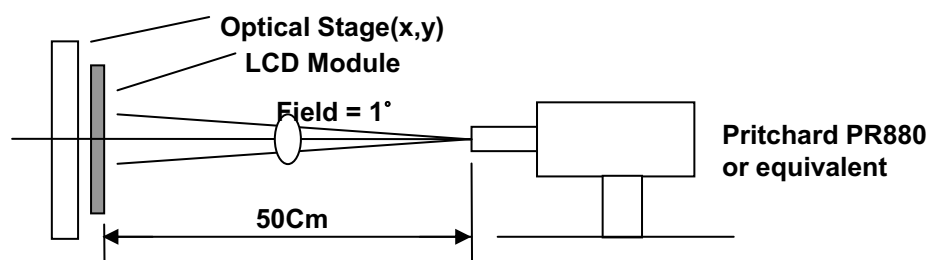 Optical Stage(x,y)
LCD Module
Field = 1˚
Pritchard PR880
or equivalent
50Cm